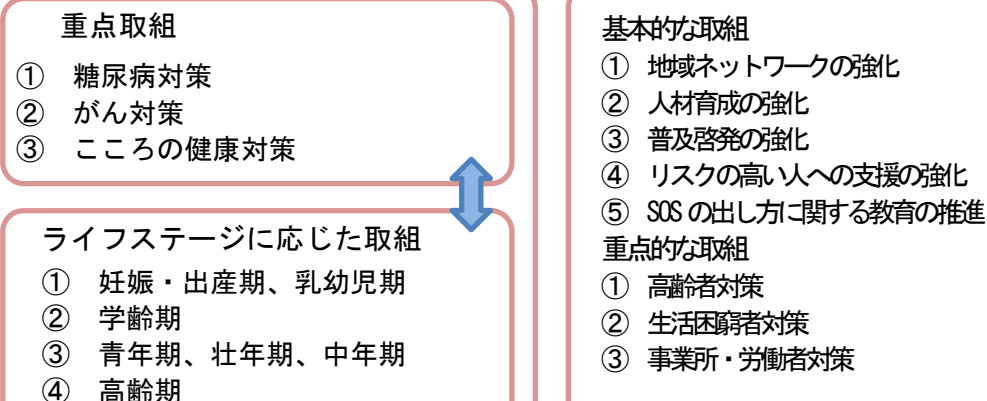 重点取組
① 糖尿病対策
② がん対策
③ こころの健康対策
ライフステージに応じた取組
① 妊娠・出産期、乳幼児期
② 学齢期
③ 青年期、壮年期、中年期
④ 高齢期
基本的な取組
① 地域ネットワークの強化
② 人材育成の強化
③ 普及啓発の強化
④ リスクの高い人への支援の強化
⑤ SOSの出し方に関する教育の推進
重点的な取組
① 高齢者対策
② 生活困窮者対策
③ 事業所・労働者対策